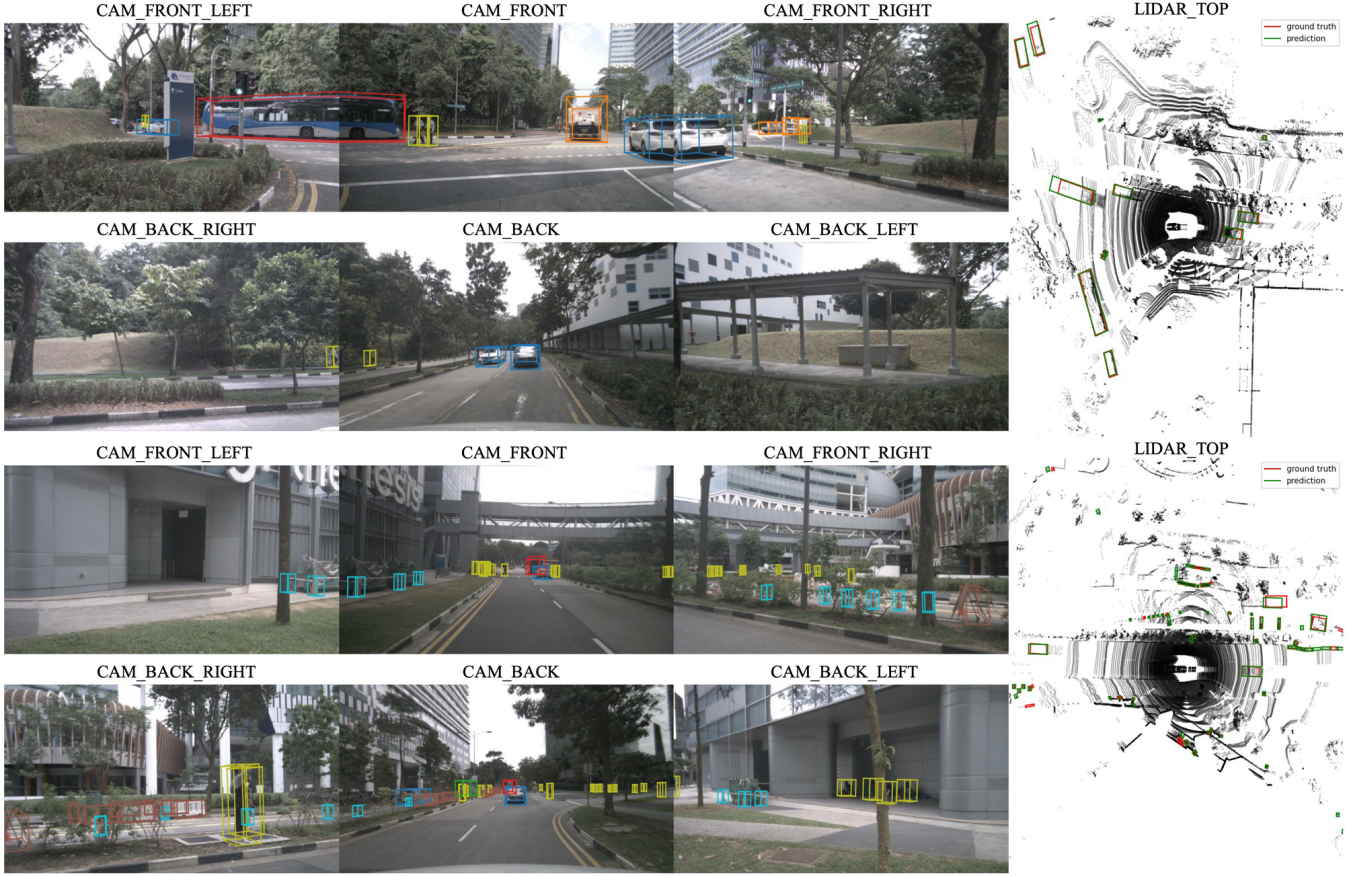 CAM_FRONT_LEFT
CAM_FRONT
CAM_FRONT_RIGHT
LIDAR_TOP
ground truth
prediction
CAM_BACK_RIGHT
CAM_BACK
CAM_BACK_LEFT
CAM_FRONT_LEFT
CAM_FRONT
CAM_FRONT_RIGHT
LIDAR_TOP
ground truth
prediction
CAM_BACK_RIGHT
CAM_BACK
CAM_BACK_LEFT